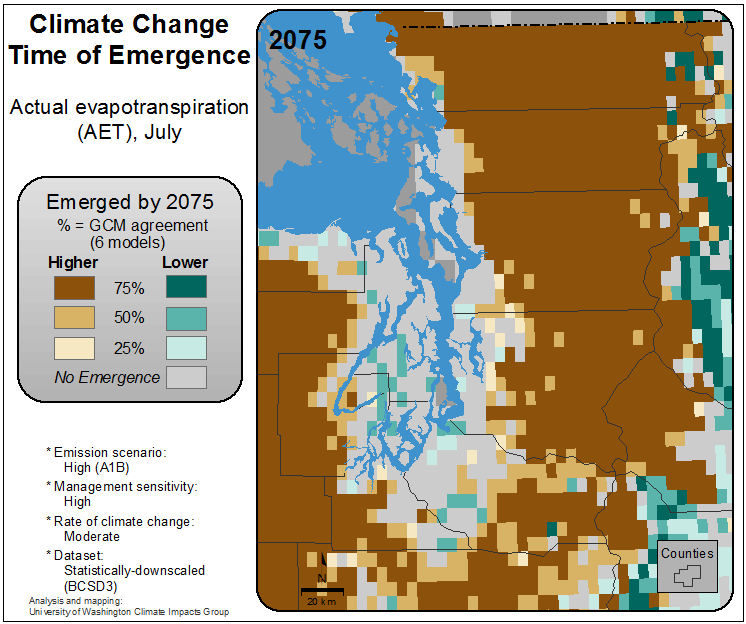 Climate Change
Time of Emergence
Actual evapotranspiration
(AET), July
Emerged by 2075
% = GCM agreement
(6 models)
Higher Lower
75%
50%
25%
No Emergence
* Emission scenario:
High (A1B)
* Management sensitivity:
High
* Rate of climate change:
Moderate
* Dataset:
Statistically-downscaled
(BCSD3)
Analysis and mapping:
University of Washington Climate Impacts Group
2075
N
20 km
Counties